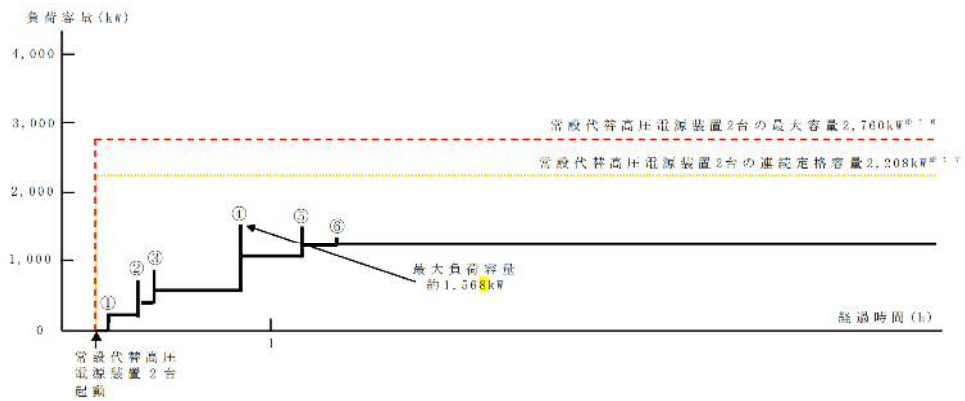 負荷容量(kW)
4,000
常設代替高圧電源装置2台の最大容量2,760kW
3,000
常設代替高圧電源装置2台の連続定格容量2,208kW
2,000
④
⑤
⑥
②
③
1,000
最大負荷容量
約1,568kW
①
経過時間(h)
0
1
常設代替高圧
電源装置2台
起動